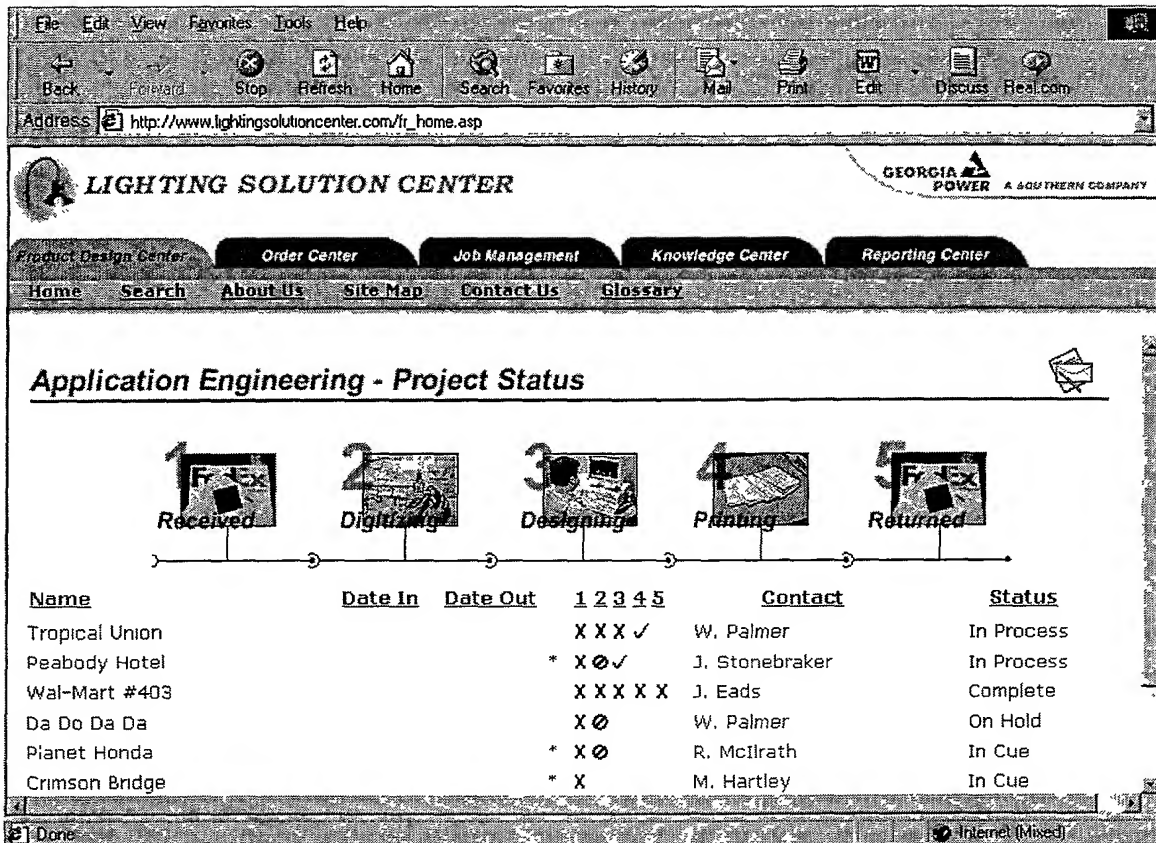 File Edit View Favorites Tools Help
Back Forward Stop Refresh Home Search Favorites History Mail Print Edit Discuss Real.com
Address http://www.lightingsolutioncenter.com/fr_home.asp
LIGHTING SOLUTION CENTER
GEORGIA POWER A SOUTHERN COMPANY
Product Design Center Order Center Job Management Knowledge Center Reporting Center
Home Search About Us Site Map Contact Us Glossary
Application Engineering - Project Status
1 2 3 4 5
FedEx FedEx
Received Digitizing Designing Printing Returned
Name Date In Date Out 1 2 3 4 5 Contact Status
Tropical Union X X X ✓ W. Palmer In Process
Peabody Hotel * X ⊘ ✓ J. Stonebraker In Process
Wal-Mart #403 X X X X X J. Eads Complete
Da Do Da Da X ⊘ W. Palmer On Hold
Planet Honda * X ⊘ R. McIlrath In Cue
Crimson Bridge * X M. Hartley In Cue
Done Internet (Mixed)